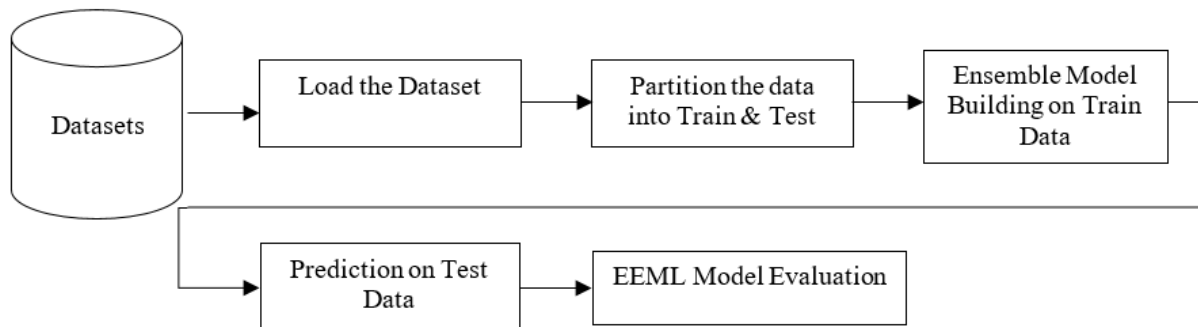 Datasets
Load the Dataset
Partition the data
into Train & Test
Ensemble Model
Building on Train
Data
Prediction on Test
Data
EEML Model Evaluation